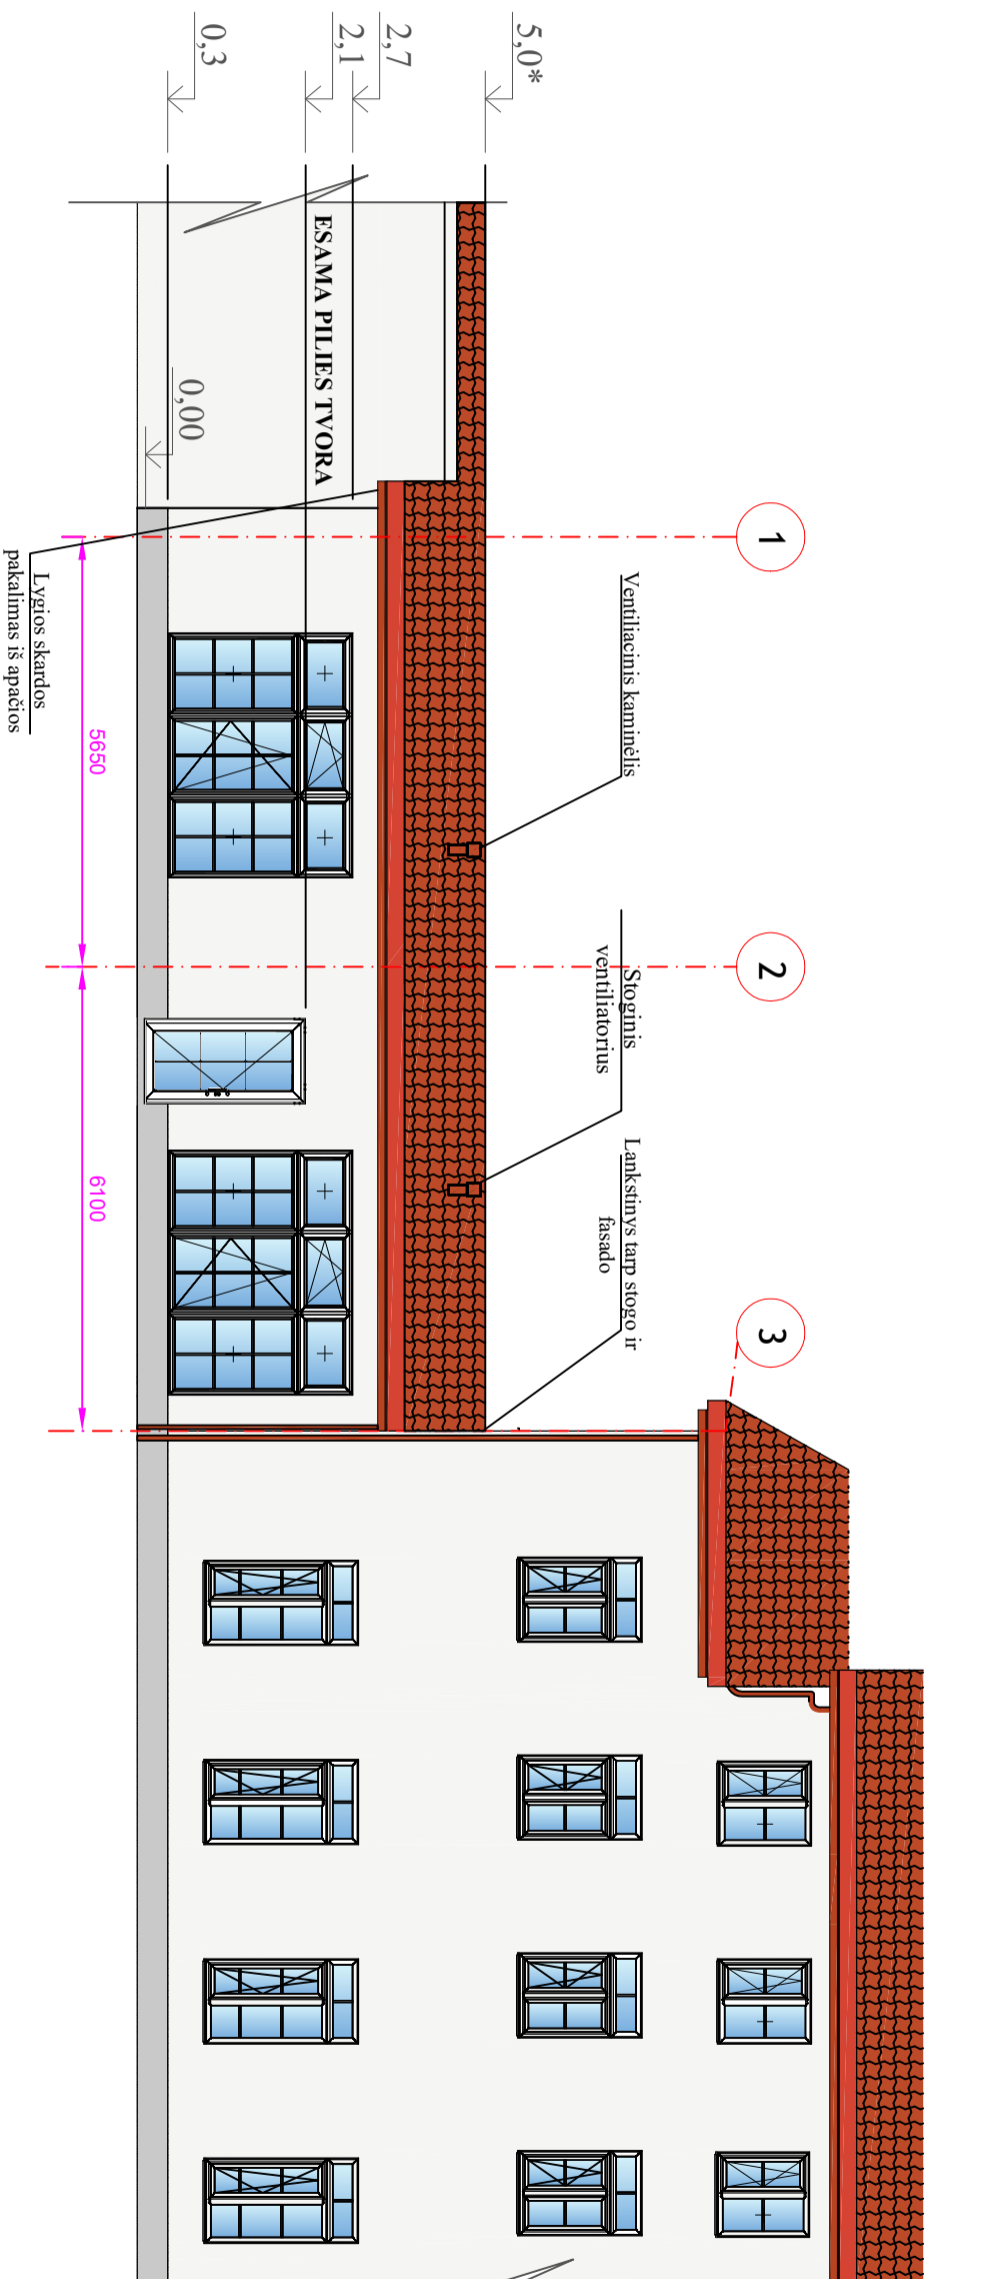 1
2
3
Ventiliacinis kaminėlis
Stoginis
ventiliatorius
Lankstinys tarp stogo ir
fasado
5,0*
2,7
2,1
0,3
ESAMA PILIES TVORA
0,00
5650
6100
Lygios skardos
pakalimas iš apačios